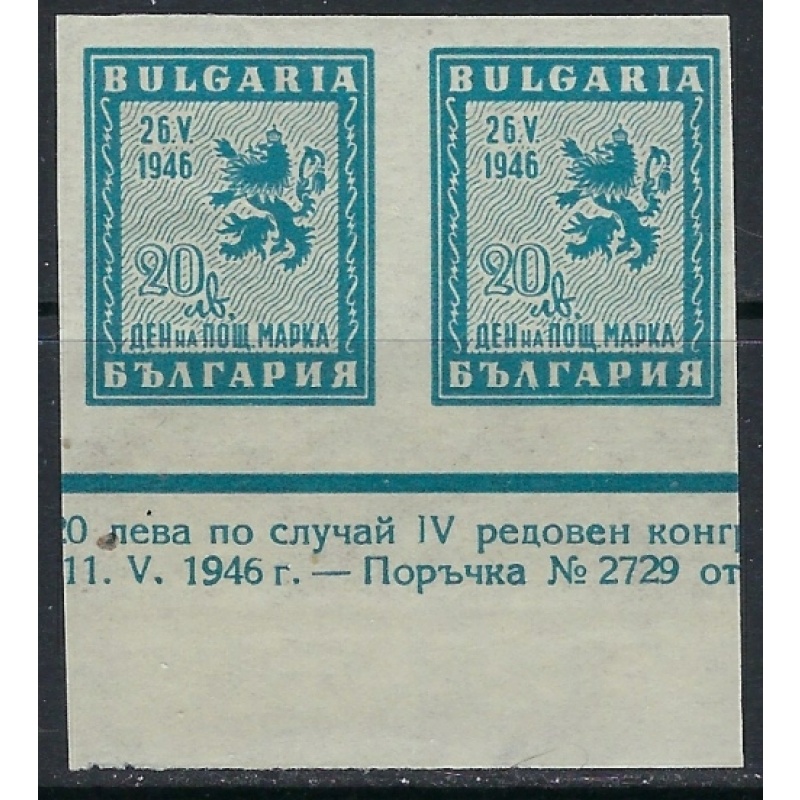 BULGARIA
26.V.
1946
20
лв.
ДЕН НА ПОЩ. МАРКА
БЪЛГАРИЯ
BULGARIA
26.V.
1946
20
лв.
ДЕН НА ПОЩ. МАРКА
БЪЛГАРИЯ
20 лева по случай IV редовен конгр
11. V. 1946 г. — Поръчка № 2729 от